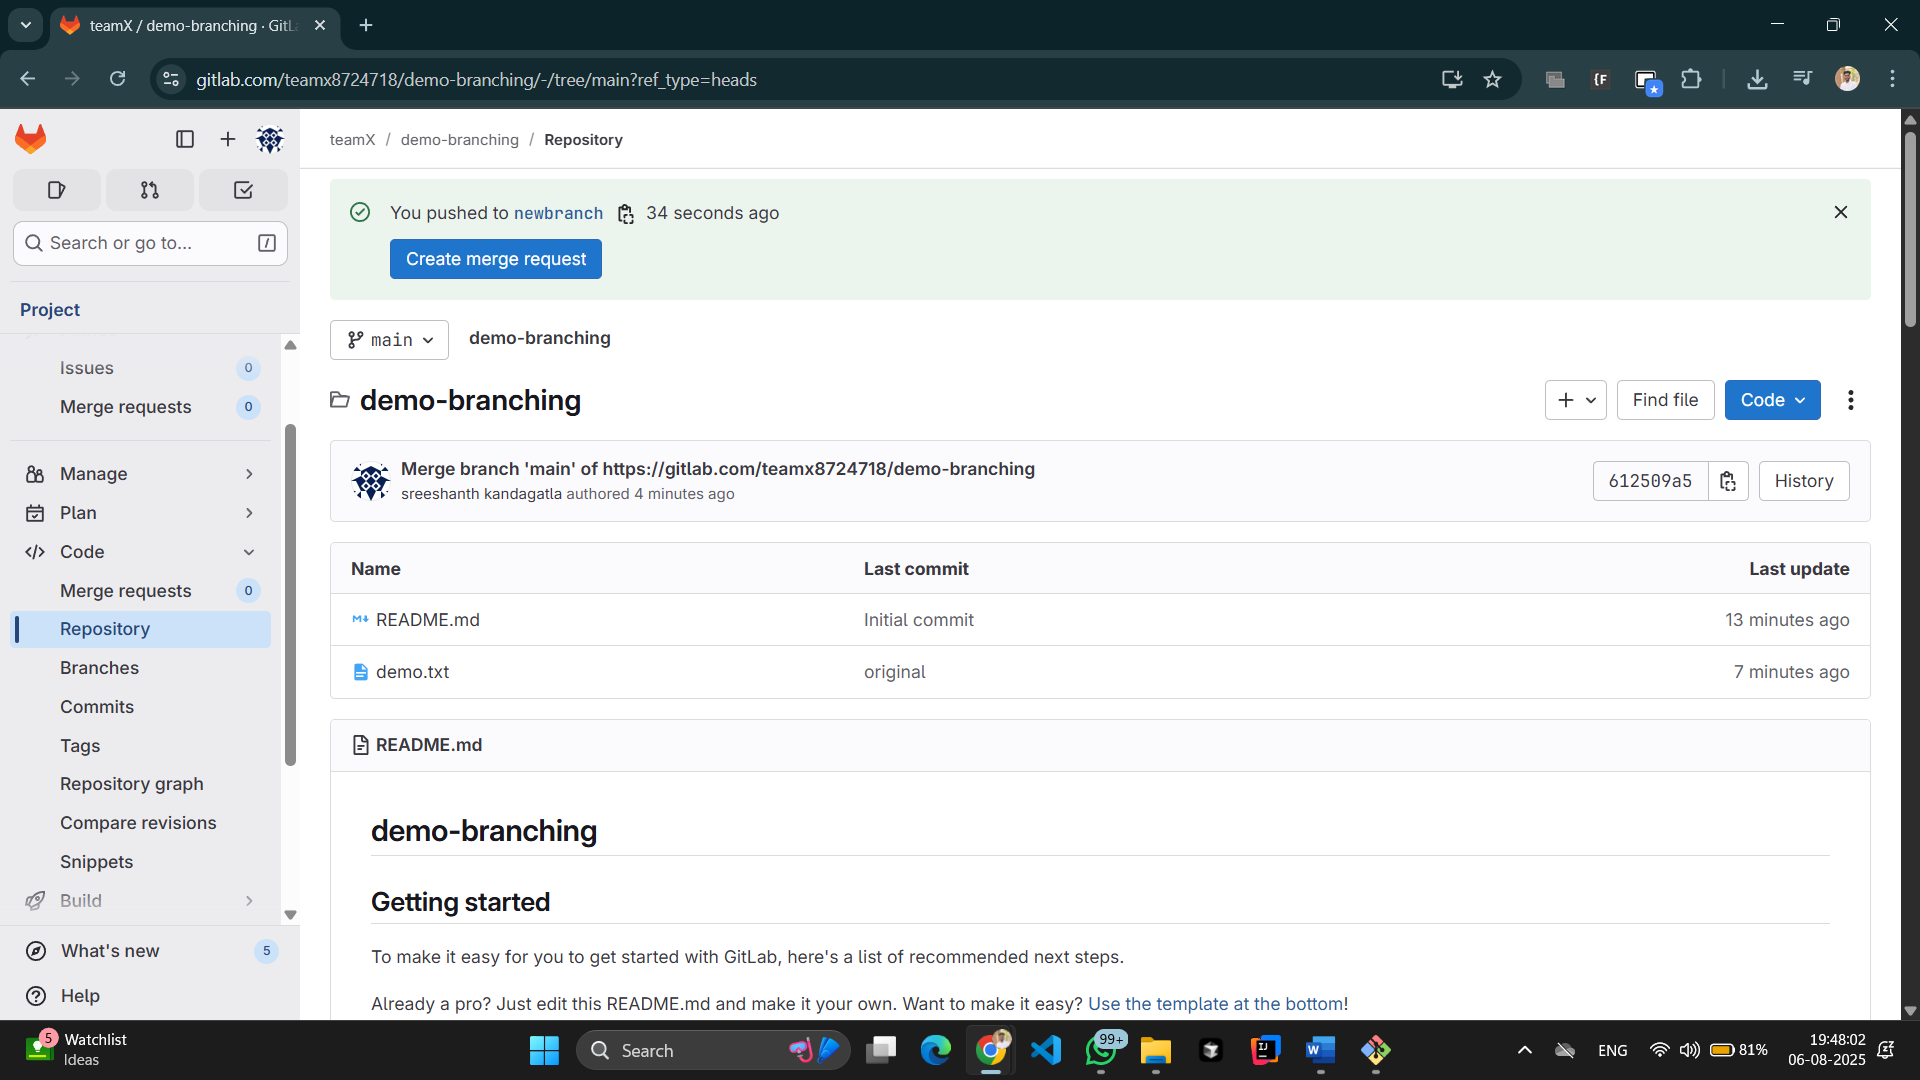 teamX / demo-branching · GitL
gitlab.com/teamx8724718/demo-branching/-/tree/main?ref_type=heads
{F
teamX / demo-branching / Repository
Search or go to... /
Project
Issues 0
Merge requests 0
Manage
Plan
Code
Merge requests 0
Repository
Branches
Commits
Tags
Repository graph
Compare revisions
Snippets
Build
What's new 5
Help
You pushed to newbranch 34 seconds ago
Create merge request
main demo-branching
demo-branching
Find file Code
Merge branch 'main' of https://gitlab.com/teamx8724718/demo-branching
sreeshanth kandagatla authored 4 minutes ago
612509a5 History
Name Last commit Last update
README.md Initial commit 13 minutes ago
demo.txt original 7 minutes ago
README.md
demo-branching
Getting started
To make it easy for you to get started with GitLab, here's a list of recommended next steps.
Already a pro? Just edit this README.md and make it your own. Want to make it easy? Use the template at the bottom!
5 Watchlist
Ideas
Search
99+
ENG
81%
19:48:02
06-08-2025